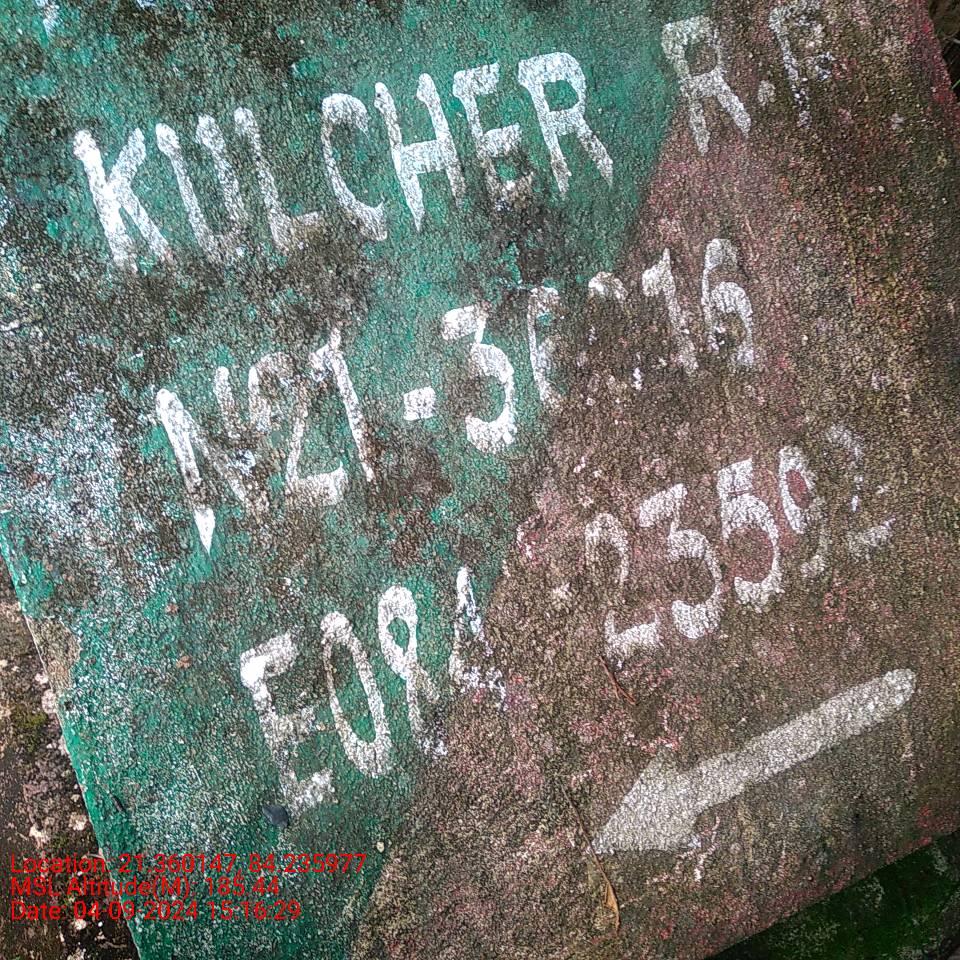 KULCHER R.F
N21-36016
E084-23592
Location: 21.360147, 84.235977
MSL Altitude(M): 185.44
Date: 04-09-2024 15:16:29